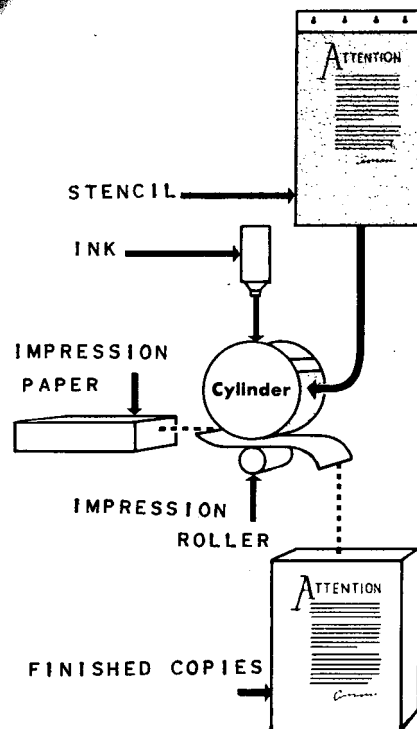 ATTENTION
STENCIL
INK
IMPRESSION
PAPER
Cylinder
IMPRESSION
ROLLER
ATTENTION
FINISHED COPIES